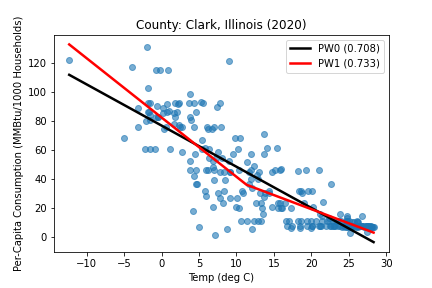 County: Clark, Illinois (2020)
Per-Capita Consumption (MMBtu/1000 Households)
PW0 (0.708)
PW1 (0.733)
120
100
80
60
40
20
0
−10 −5 0 5 10 15 20 25 30
Temp (deg C)